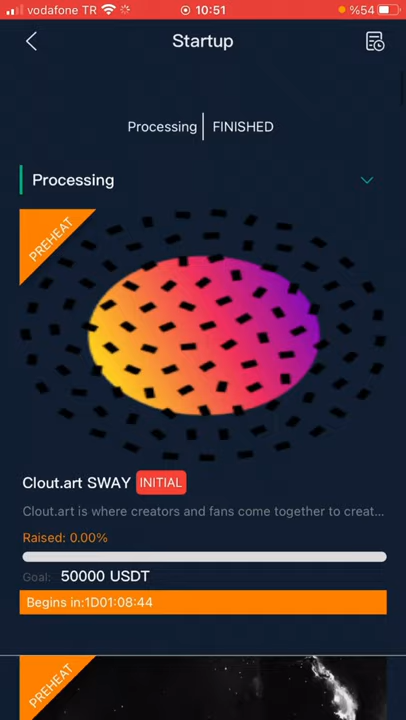 vodafone TR 10:51 %54
Startup
Processing FINISHED
Processing
PREHEAT
Clout.art SWAY INITIAL
Clout.art is where creators and fans come together to creat...
Raised: 0.00%
Goal: 50000 USDT
Begins in:1D01:08:44
PREHEAT